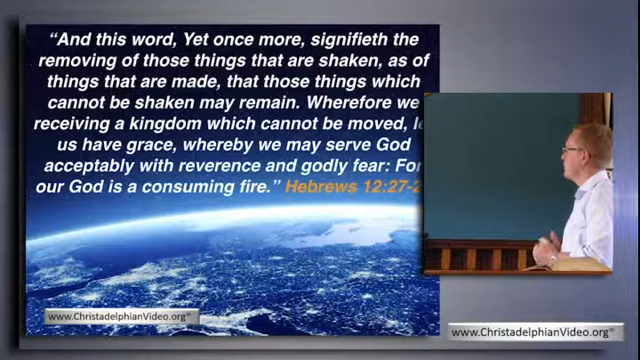 “And this word, Yet once more, signifieth the
removing of those things that are shaken, as of
things that are made, that those things which
cannot be shaken may remain. Wherefore we
receiving a kingdom which cannot be moved,
us have grace, whereby we may serve God
acceptably with reverence and godly fear: For
our God is a consuming fire.” Hebrews 12:27-2
www.ChristadelphianVideo.org
www.ChristadelphianVideo.org